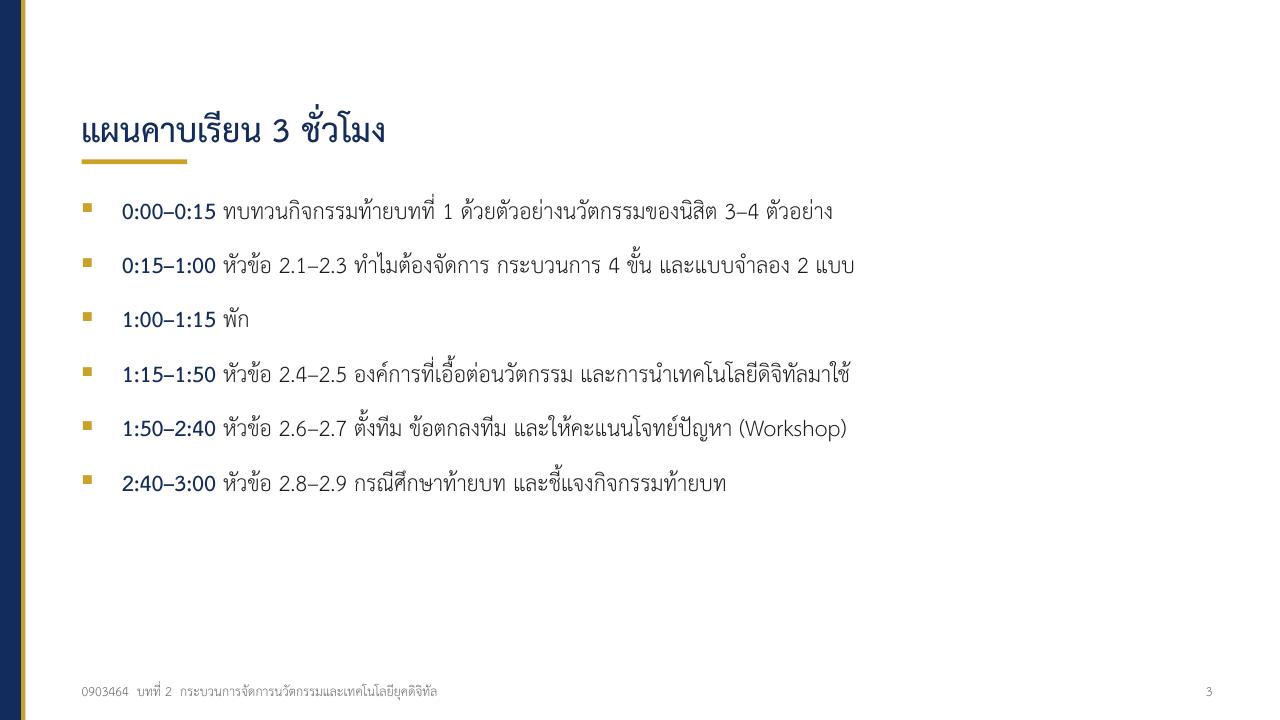 แผนคาบเรียน 3 ชั่วโมง
0:00–0:15 ทบทวนกิจกรรมท้ายบทที่ 1 ด้วยตัวอย่างนวัตกรรมของนิสิต 3–4 ตัวอย่าง
0:15–1:00 หัวข้อ 2.1–2.3 ทำไมต้องจัดการ กระบวนการ 4 ขั้น และแบบจำลอง 2 แบบ
1:00–1:15 พัก
1:15–1:50 หัวข้อ 2.4–2.5 องค์การที่เอื้อต่อนวัตกรรม และการนำเทคโนโลยีดิจิทัลมาใช้
1:50–2:40 หัวข้อ 2.6–2.7 ตั้งทีม ข้อตกลงทีม และให้คะแนนโจทย์ปัญหา (Workshop)
2:40–3:00 หัวข้อ 2.8–2.9 กรณีศึกษาท้ายบท และชี้แจงกิจกรรมท้ายบท
0903464 บทที่ 2 กระบวนการจัดการนวัตกรรมและเทคโนโลยียุคดิจิทัล
3